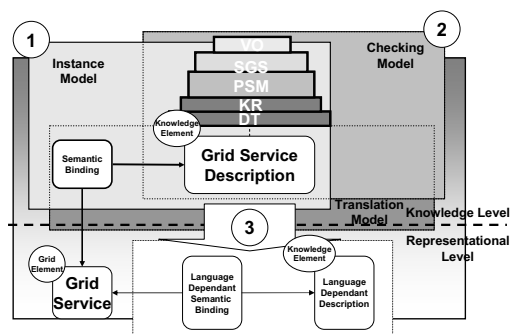 1
2
Instance
Model
Checking
Model
VO
SGS
PSM
KR
DT
Knowledge
Element
Semantic
Binding
Grid Service
Description
Translation
Model
Knowledge Level
Representational
Level
3
Grid
Element
Knowledge
Element
Grid
Service
Language
Dependant
Semantic
Binding
Language
Dependant
Description